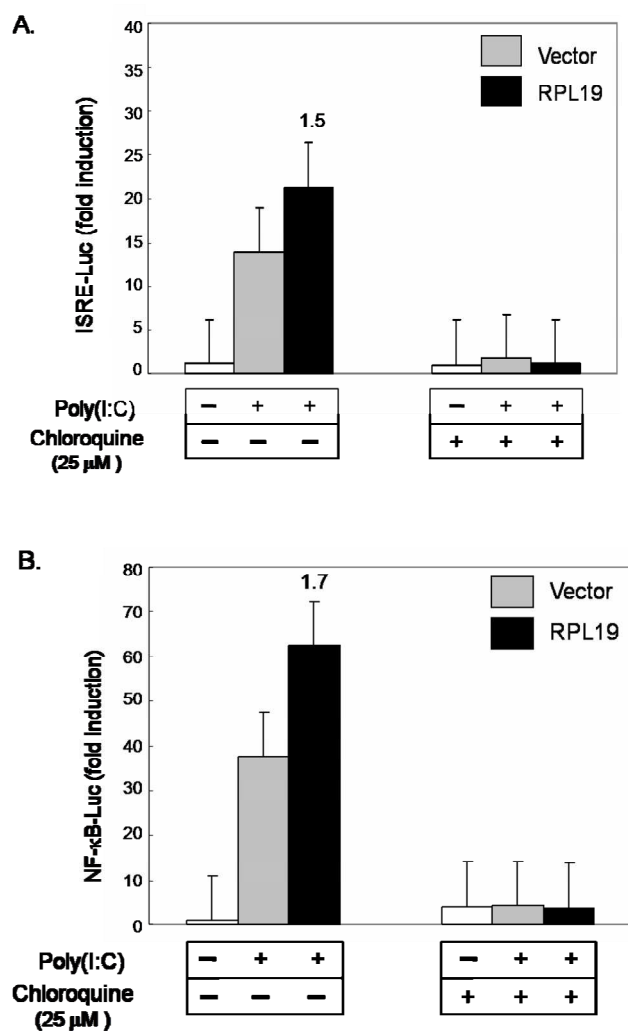 A.
ISRE-Luc (fold induction)
40
35
30
25
20
15
10
5
0
Vector
RPL19
1.5
Poly(I:C) − + + − + +
Chloroquine − − − + + +
(25 μM )
B.
NF-κB-Luc (fold Induction)
80
70
60
50
40
30
20
10
0
Vector
RPL19
1.7
Poly(I:C) − + + − + +
Chloroquine − − − + + +
(25 μM )